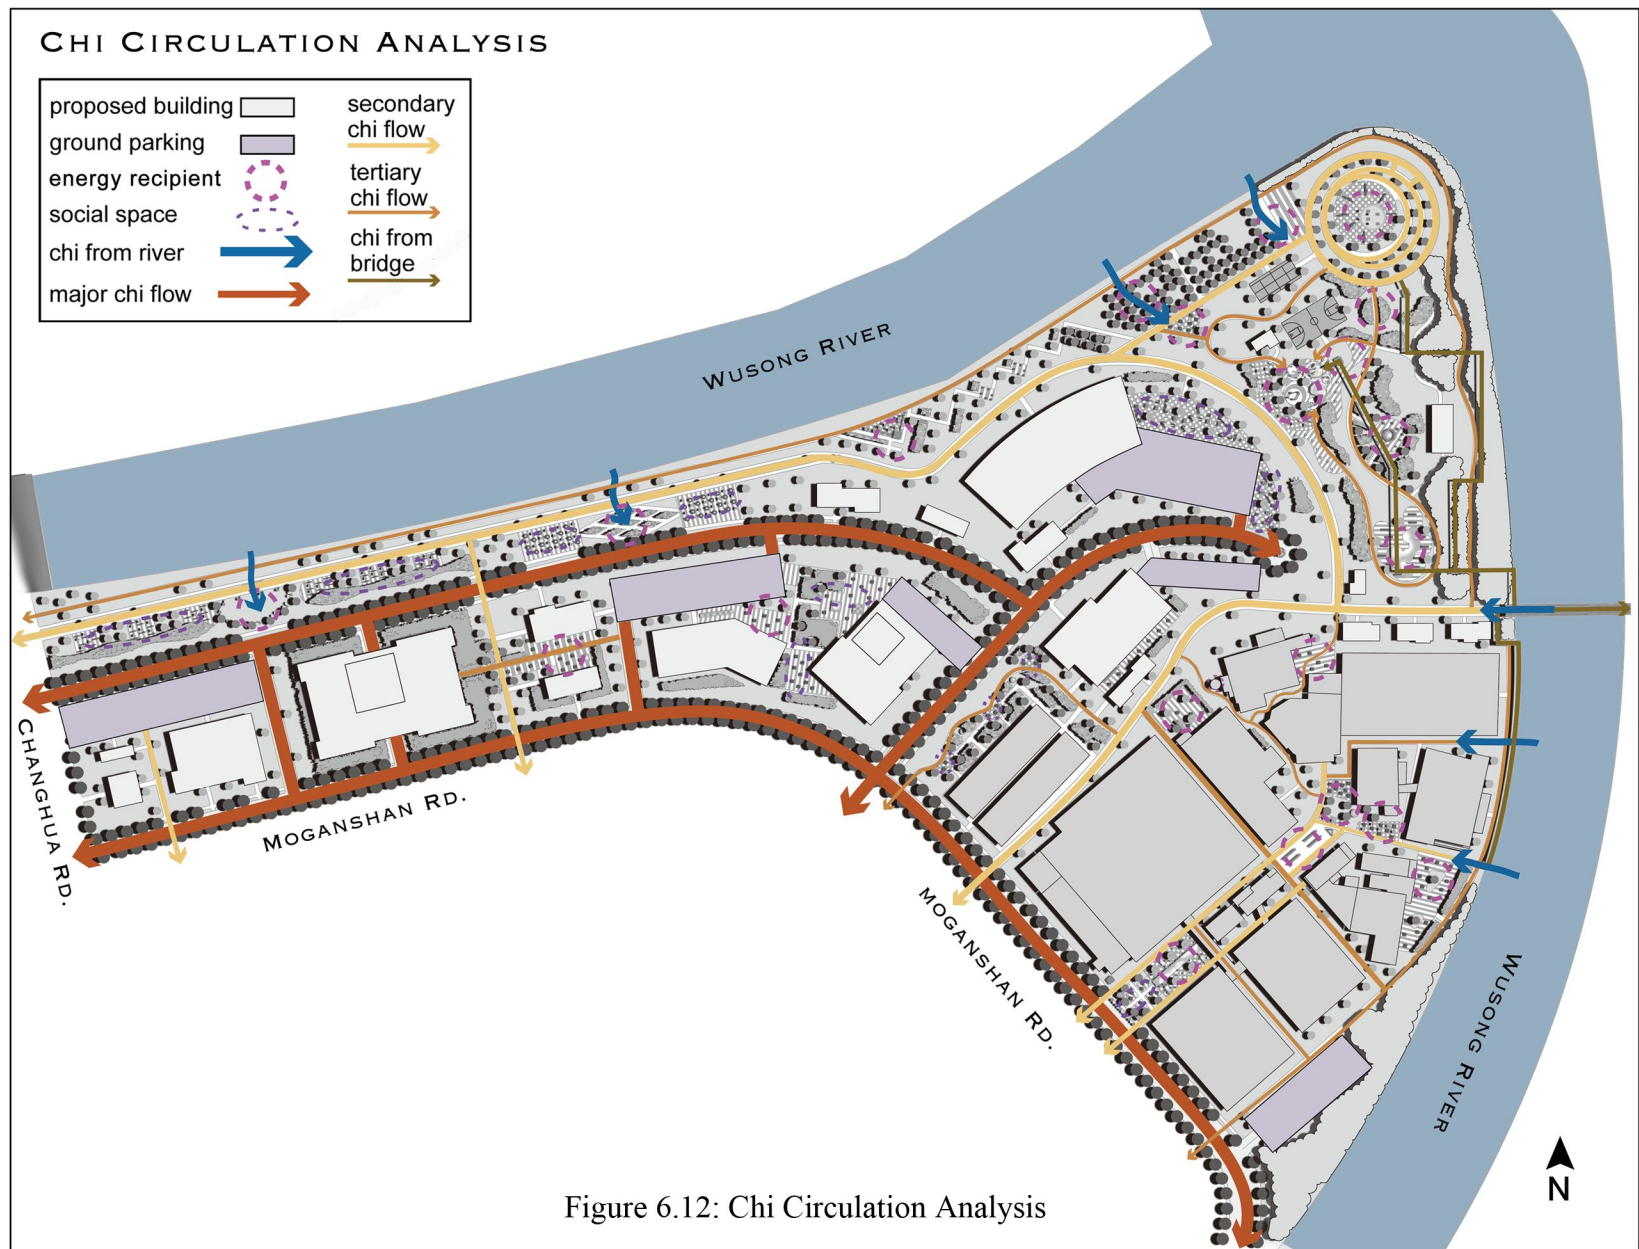 CHI CIRCULATION ANALYSIS
proposed building
ground parking
energy recipient
social space
chi from river
major chi flow
secondary
chi flow
tertiary
chi flow
chi from
bridge
WUSONG RIVER
CHANGHUA RD.
MOGANSHAN RD.
MOGANSHAN RD.
WUSONG RIVER
N
Figure 6.12: Chi Circulation Analysis